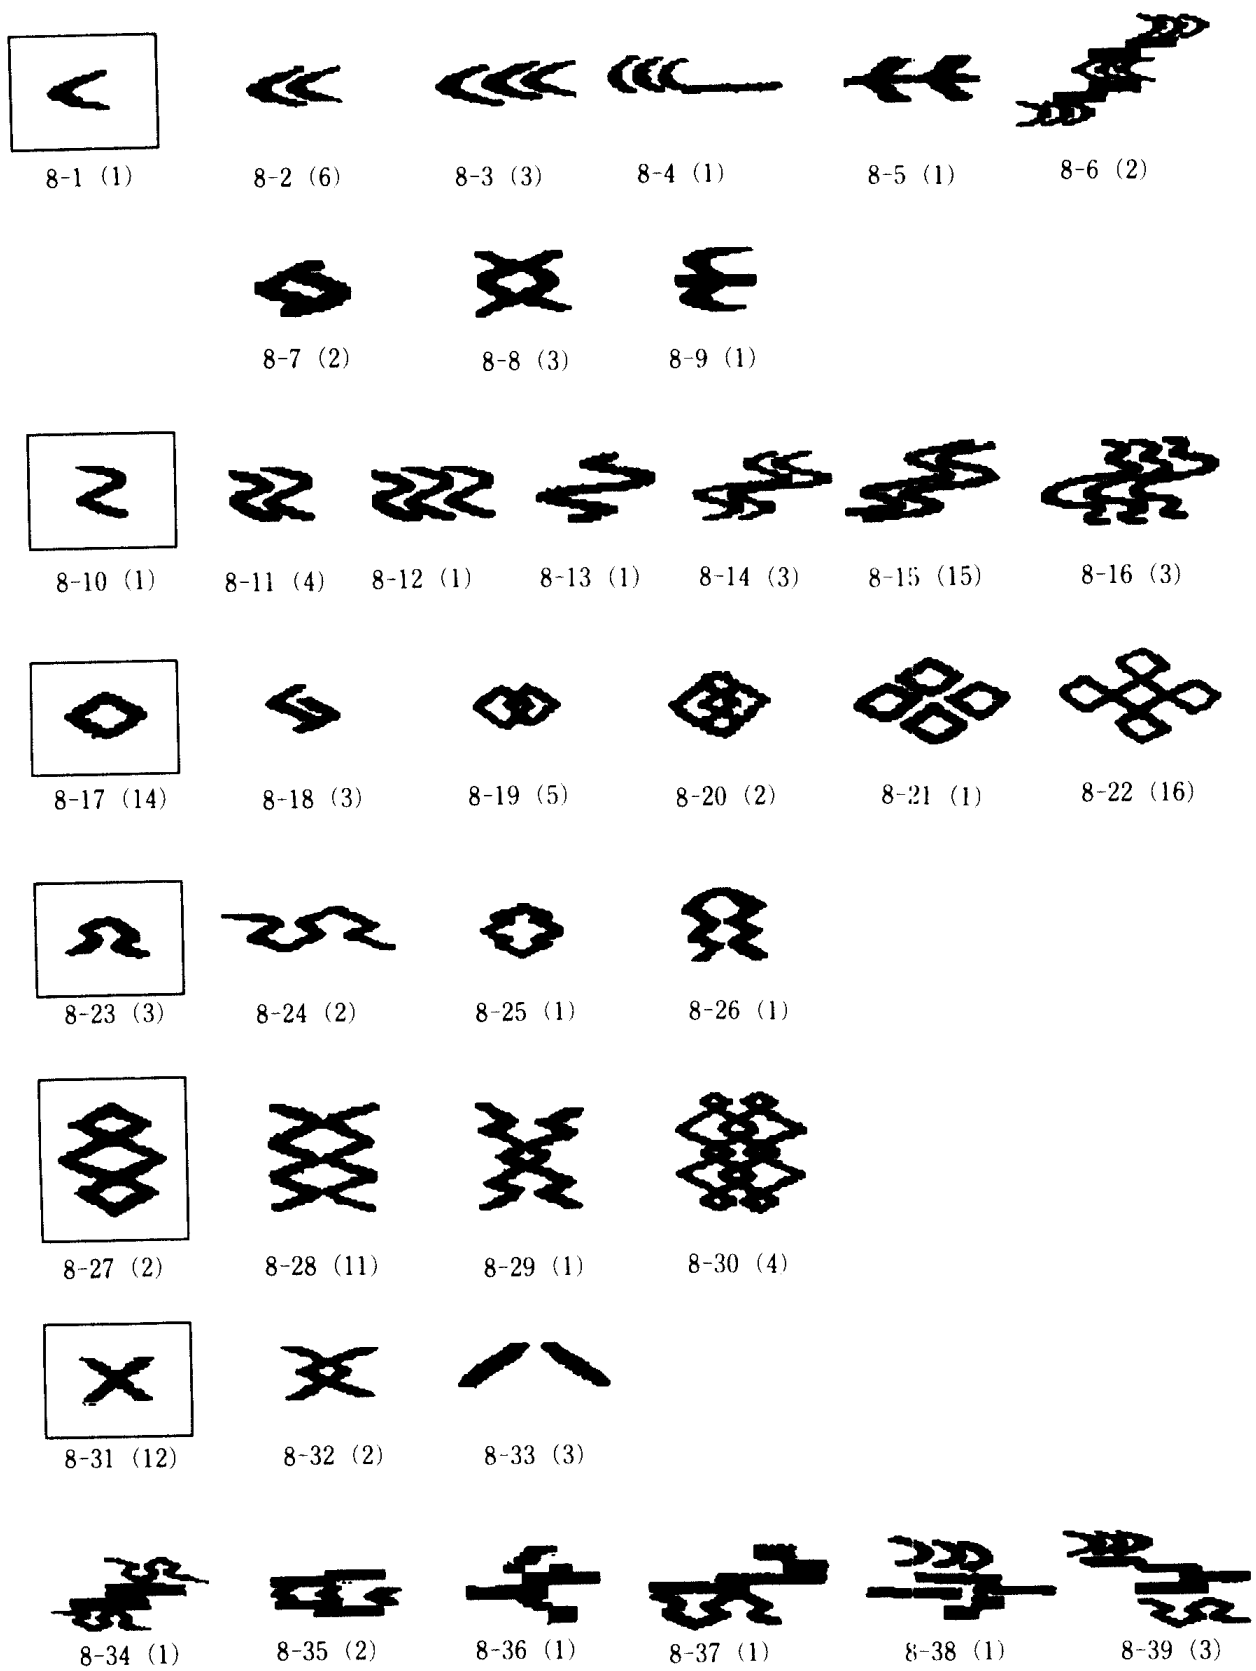 8-1 (1) 8-2 (6) 8-3 (3) 8-4 (1) 8-5 (1) 8-6 (2)
8-7 (2) 8-8 (3) 8-9 (1)
8-10 (1) 8-11 (4) 8-12 (1) 8-13 (1) 8-14 (3) 8-15 (15) 8-16 (3)
8-17 (14) 8-18 (3) 8-19 (5) 8-20 (2) 8-21 (1) 8-22 (16)
8-23 (3) 8-24 (2) 8-25 (1) 8-26 (1)
8-27 (2) 8-28 (11) 8-29 (1) 8-30 (4)
8-31 (12) 8-32 (2) 8-33 (3)
8-34 (1) 8-35 (2) 8-36 (1) 8-37 (1) 8-38 (1) 8-39 (3)